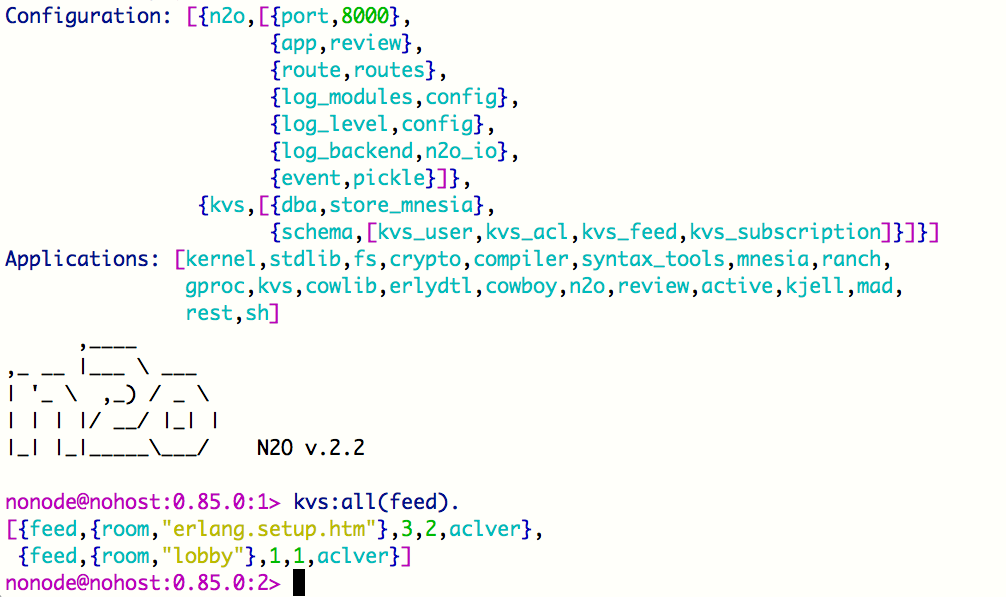 Configuration: [{n2o,[{port,8000},
                      {app,review},
                      {route,routes},
                      {log_modules,config},
                      {log_level,config},
                      {log_backend,n2o_io},
                      {event,pickle}]},
                {kvs,[{dba,store_mnesia},
                      {schema,[kvs_user,kvs_acl,kvs_feed,kvs_subscription]}]}]
Applications: [kernel,stdlib,fs,crypto,compiler,syntax_tools,mnesia,ranch,
               gproc,kvs,cowlib,erlydtl,cowboy,n2o,review,active,kjell,mad,
               rest,sh]
      ,____
,_ __ |___ \ ___
| '_ \  ,_) / _ \
| | | |/ __/ |_| |
|_| |_|_____\___/    N2O v.2.2
nonode@nohost:0.85.0:1> kvs:all(feed).
[{feed,{room,"erlang.setup.htm"},3,2,aclver},
 {feed,{room,"lobby"},1,1,aclver}]
nonode@nohost:0.85.0:2>